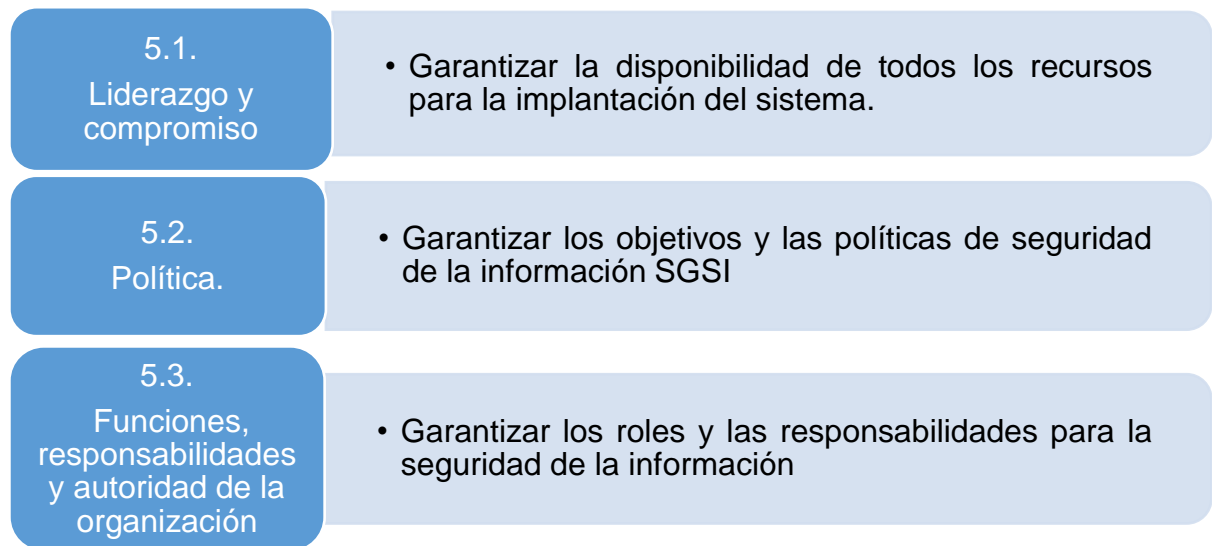 5.1.
Liderazgo y
compromiso
• Garantizar la disponibilidad de todos los recursos
para la implantación del sistema.
5.2.
Política.
• Garantizar los objetivos y las políticas de seguridad
de la información SGSI
5.3.
Funciones,
responsabilidades
y autoridad de la
organización
• Garantizar los roles y las responsabilidades para la
seguridad de la información